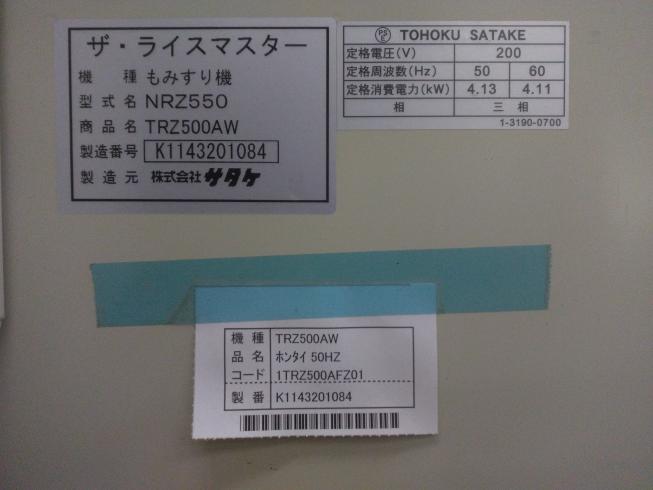 ザ・ライスマスター
機種 もみすり機
型式名 NRZ550
商品名 TRZ500AW
製造番号 K1143201084
製造元 株式会社 サタケ
PSE TOHOKU SATAKE
定格電圧(V) 200
定格周波数(Hz) 50 60
定格消費電力(kW) 4.13 4.11
相 三相
1-3190-0700
機種 TRZ500AW
品名 ホンタイ 50HZ
コード 1TRZ500AFZ01
製番 K1143201084